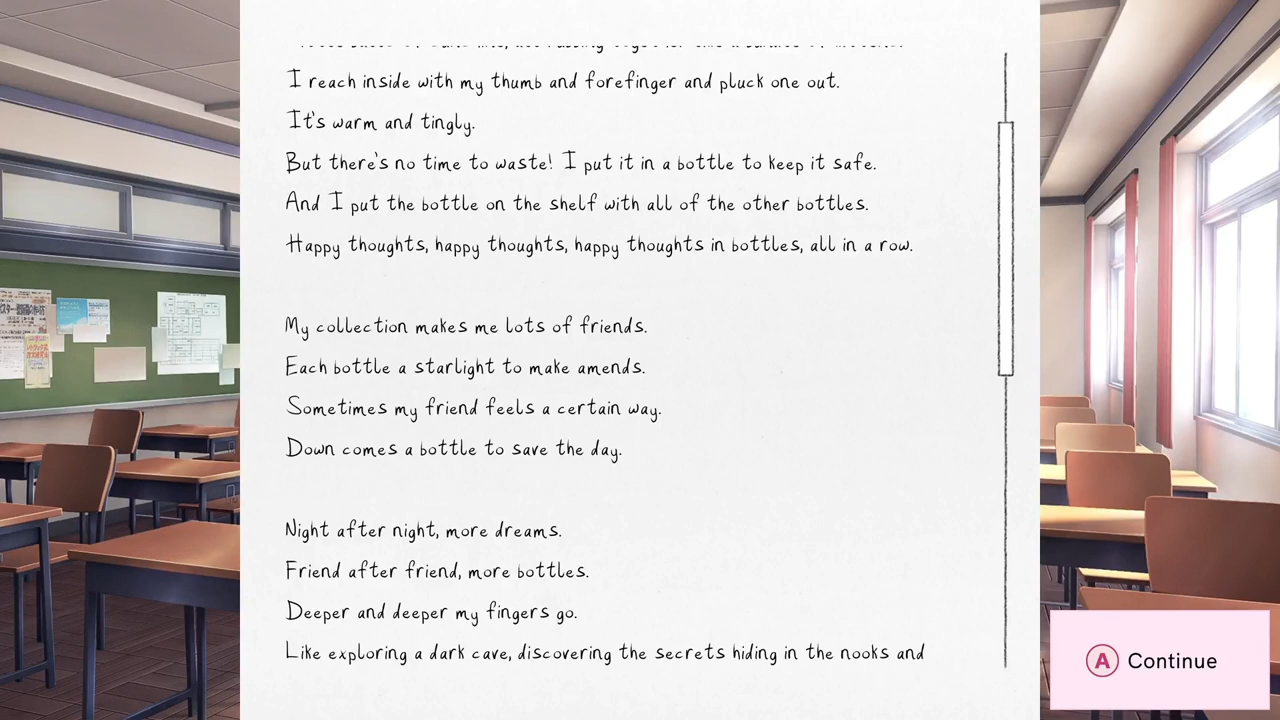 I reach inside with my thumb and forefinger and pluck one out.
It's warm and tingly.
But there's no time to waste! I put it in a bottle to keep it safe.
And I put the bottle on the shelf with all of the other bottles.
Happy thoughts, happy thoughts, happy thoughts in bottles, all in a row.
My collection makes me lots of friends.
Each bottle a starlight to make amends.
Sometimes my friend feels a certain way.
Down comes a bottle to save the day.
Night after night, more dreams.
Friend after friend, more bottles.
Deeper and deeper my fingers go.
Like exploring a dark cave, discovering the secrets hiding in the nooks and
A Continue